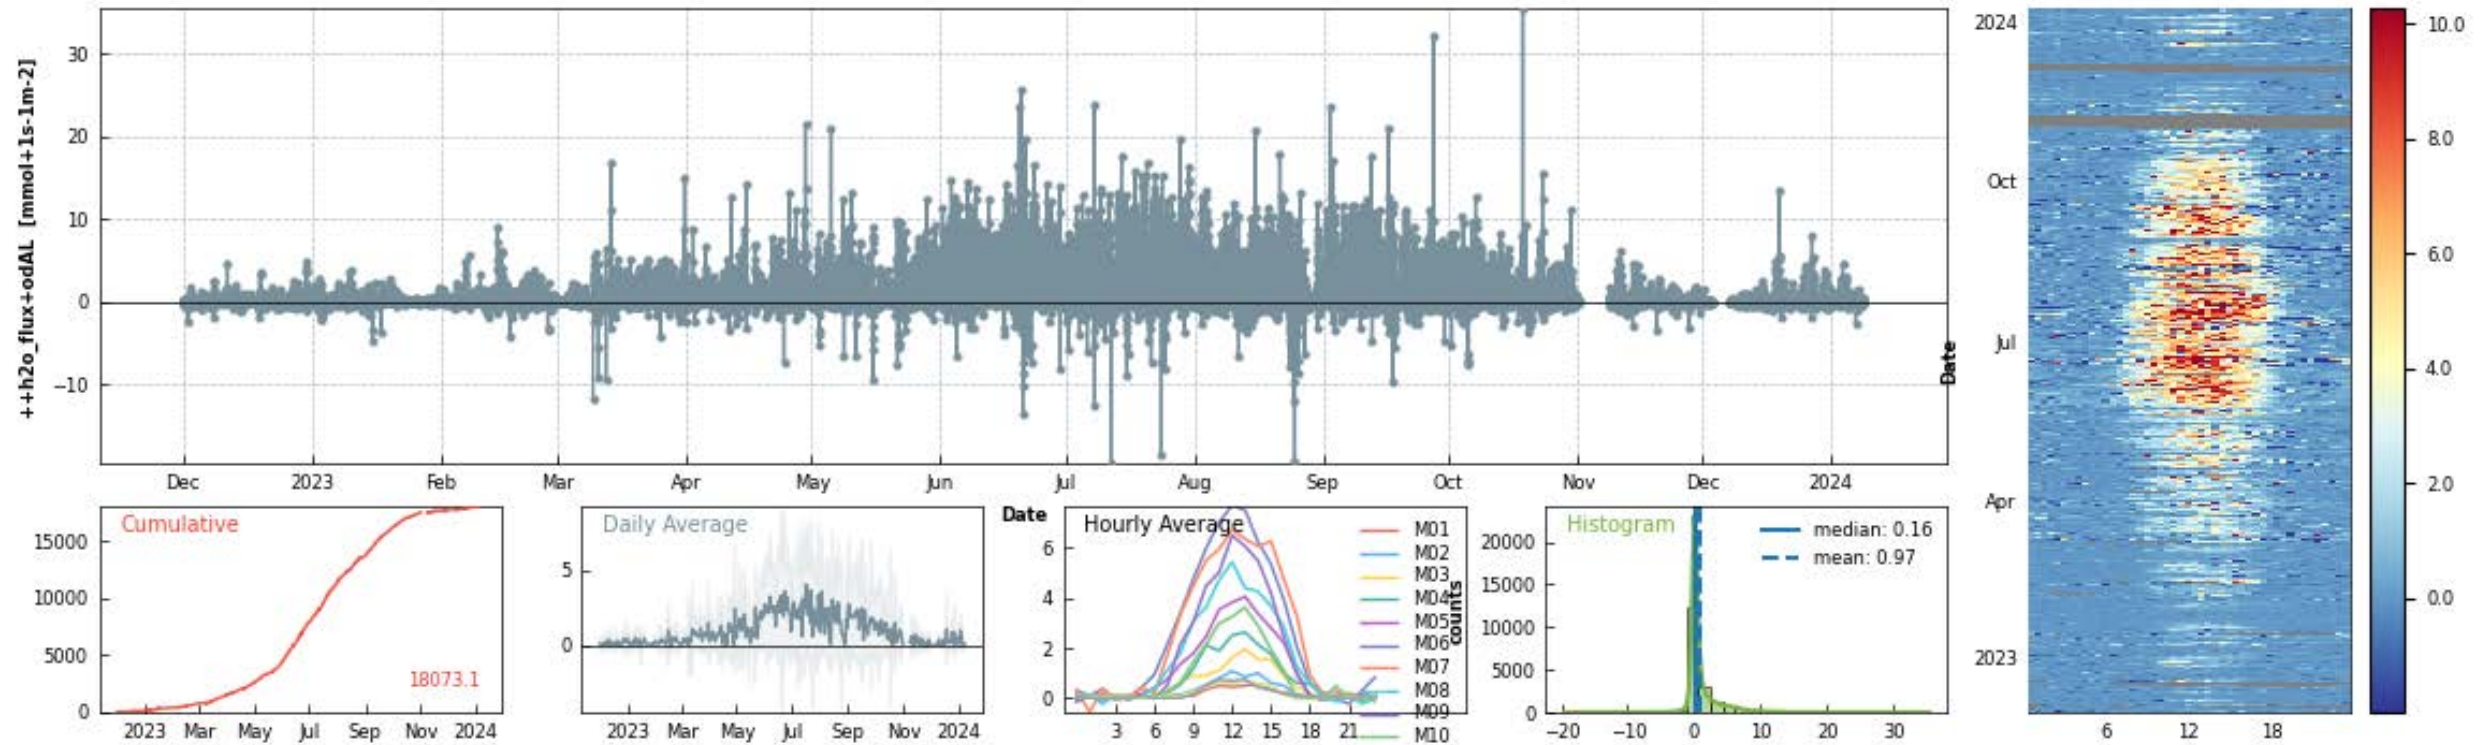 ++h2o_flux+odAL [mmol+1s-1m-2]
30
20
10
0
−10
Dec
2023
Feb
Mar
Apr
May
Jun
Jul
Aug
Sep
Oct
Nov
Dec
2024
Date
Cumulative
15000
10000
5000
0
18073.1
2023
Mar
May
Jul
Sep
Nov
2024
Daily Average
5
0
2023
Mar
May
Jul
Sep
Nov
2024
Hourly Average
6
4
2
0
3
6
9
12
15
18
21
M01
M02
M03
M04
M05
M06
M07
M08
M09
M10
counts
Histogram
median: 0.16
mean: 0.97
20000
15000
10000
5000
0
−20
−10
0
10
20
30
Date
2024
Oct
Jul
Apr
2023
6
12
18
10.0
8.0
6.0
4.0
2.0
0.0